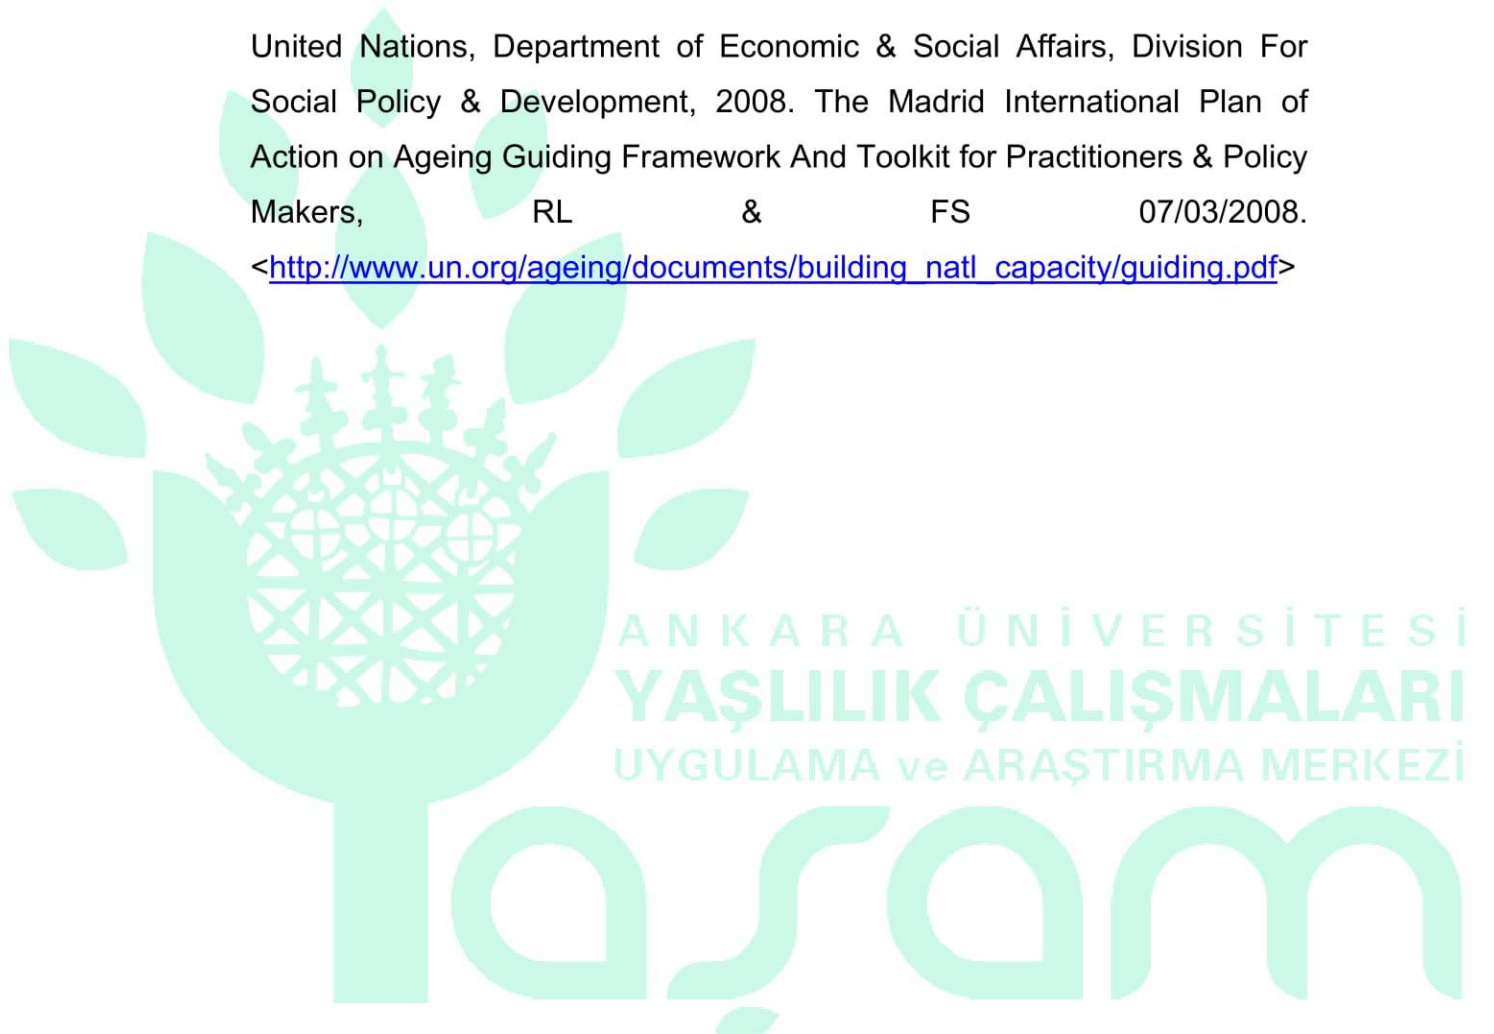 United Nations, Department of Economic & Social Affairs, Division For
Social Policy & Development, 2008. The Madrid International Plan of
Action on Ageing Guiding Framework And Toolkit for Practitioners & Policy
Makers, RL & FS 07/03/2008.
<http://www.un.org/ageing/documents/building_natl_capacity/guiding.pdf>
ANKARA ÜNİVERSİTESİ
YAŞLILIK ÇALIŞMALARI
UYGULAMA ve ARAŞTIRMA MERKEZİ
Yaşam